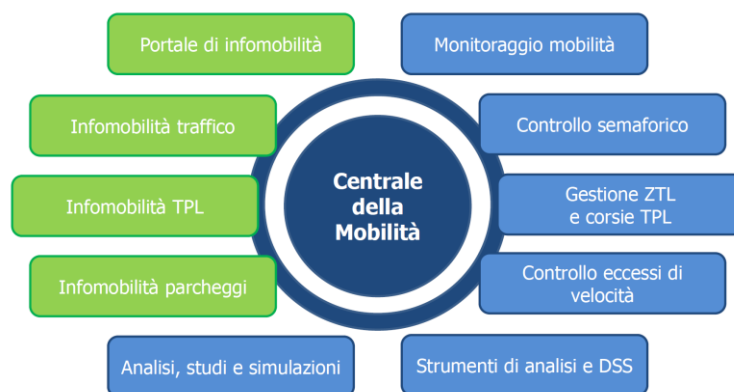 Portale di infomobilità
Monitoraggio mobilità
Infomobilità traffico
Controllo semaforico
Infomobilità TPL
Centrale
della
Mobilità
Gestione ZTL
e corsie TPL
Infomobilità parcheggi
Controllo eccessi di
velocità
Analisi, studi e simulazioni
Strumenti di analisi e DSS